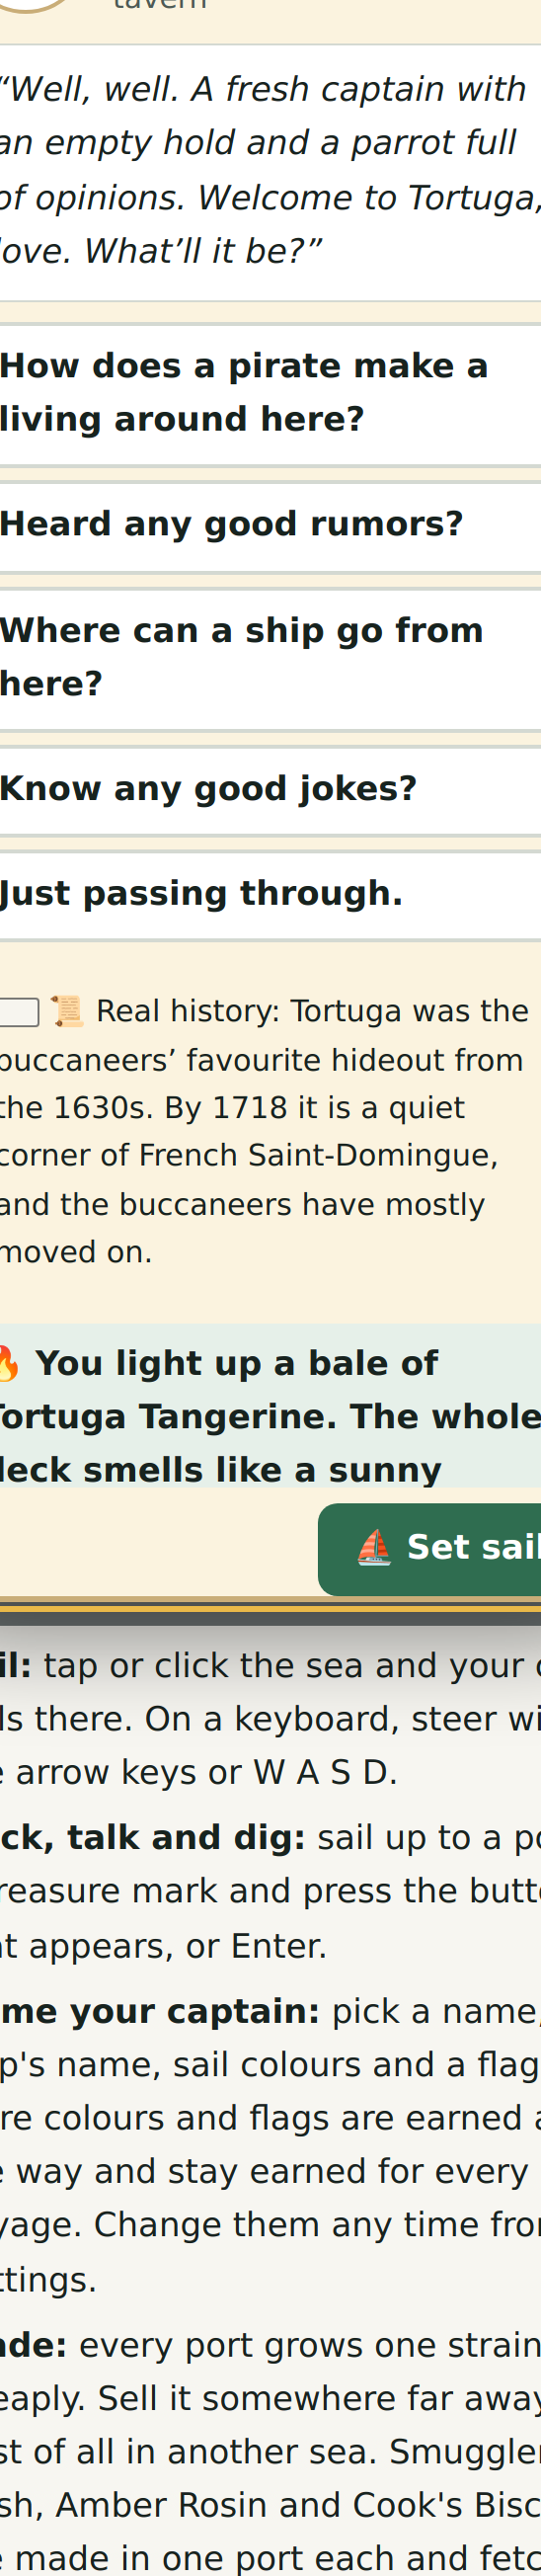 tavern
“Well, well. A fresh captain with
an empty hold and a parrot full
of opinions. Welcome to Tortuga,
love. What’ll it be?”
How does a pirate make a
living around here?
Heard any good rumors?
Where can a ship go from
here?
Know any good jokes?
Just passing through.
Real history: Tortuga was the
buccaneers’ favourite hideout from
the 1630s. By 1718 it is a quiet
corner of French Saint-Domingue,
and the buccaneers have mostly
moved on.
You light up a bale of
Tortuga Tangerine. The whole
deck smells like a sunny
Set sail
il: tap or click the sea and your
ls there. On a keyboard, steer wi
e arrow keys or W A S D.
ck, talk and dig: sail up to a po
reasure mark and press the butt
at appears, or Enter.
me your captain: pick a name,
p's name, sail colours and a flag
re colours and flags are earned a
e way and stay earned for every
yage. Change them any time fro
ttings.
ade: every port grows one strain
eaply. Sell it somewhere far away
st of all in another sea. Smuggle
sh, Amber Rosin and Cook's Bisc
e made in one port each and fetc